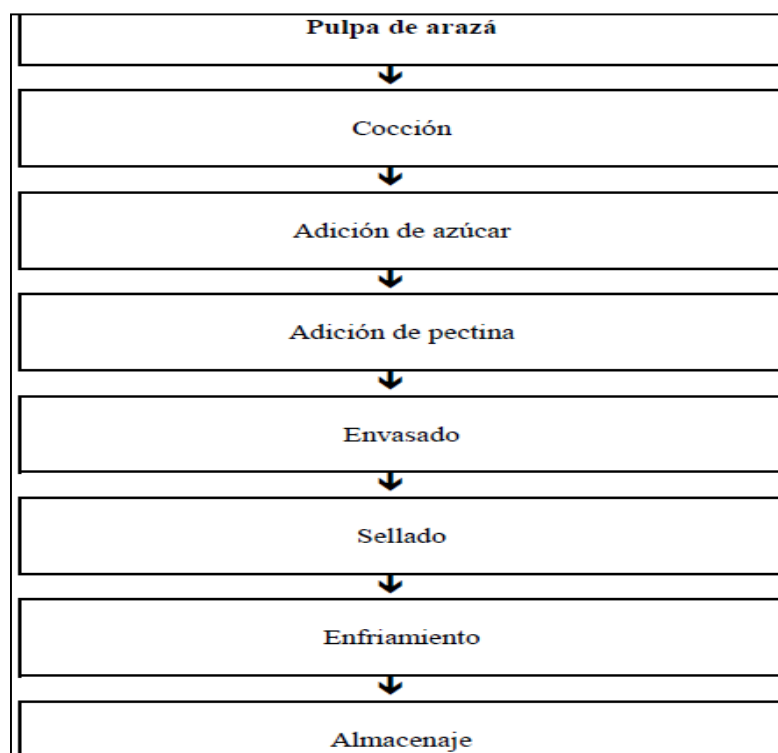 Pulpa de arazá
Cocción
Adición de azúcar
Adición de pectina
Envasado
Sellado
Enfriamiento
Almacenaje